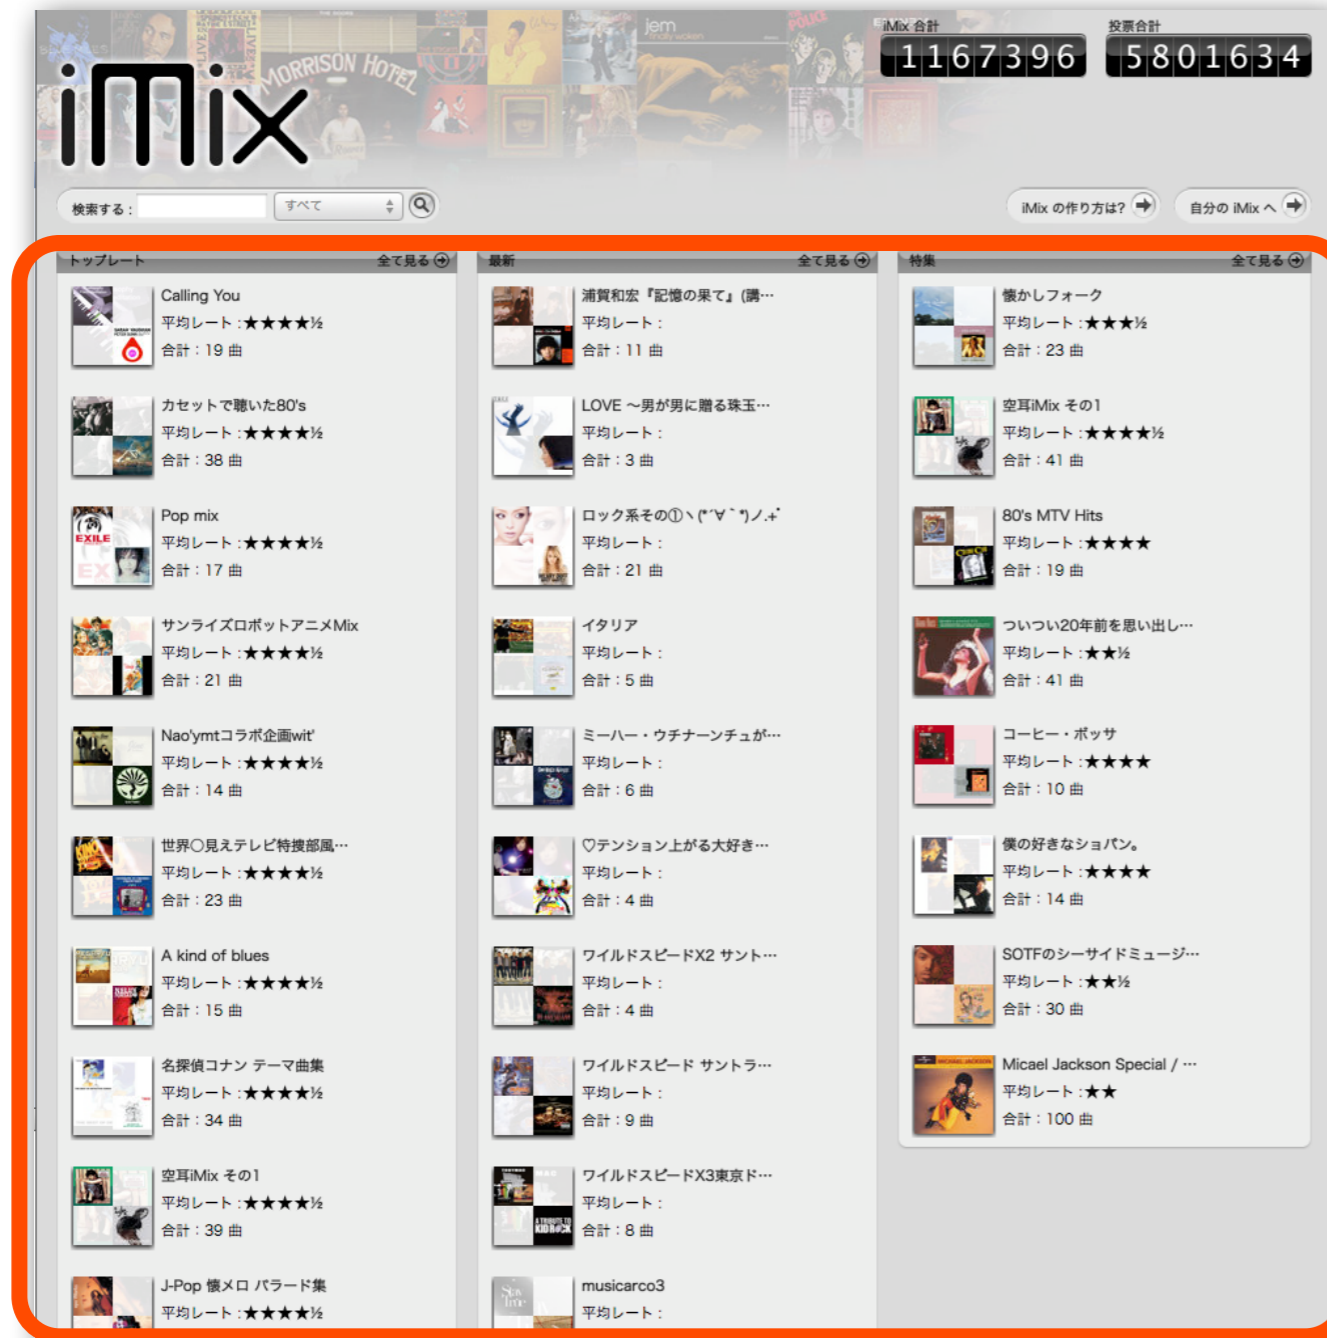 iMix 合計
1167396
投票合計
5801634
jem
finally woken
MORRISON HOTEL
iMix
検索する :
すべて
iMix の作り方は?
自分の iMix へ
トップレート
全て見る
Calling You
平均レート :★★★★½
合計：19 曲
カセットで聴いた80's
平均レート :★★★★½
合計：38 曲
Pop mix
平均レート :★★★★½
合計：17 曲
サンライズロボットアニメMix
平均レート :★★★★½
合計：21 曲
Nao'ymtコラボ企画wit'
平均レート :★★★★½
合計：14 曲
世界〇見えテレビ特捜部風…
平均レート :★★★★½
合計：23 曲
A kind of blues
平均レート :★★★★½
合計：15 曲
名探偵コナン テーマ曲集
平均レート :★★★★½
合計：34 曲
空耳iMix その1
平均レート :★★★★½
合計：39 曲
J-Pop 懐メロ バラード集
平均レート :★★★★½
最新
全て見る
浦賀和宏『記憶の果て』(講…
平均レート :
合計：11 曲
LOVE 〜男が男に贈る珠玉…
平均レート :
合計：3 曲
ロック系その①ヽ(*´∀｀*)ノ.+ﾟ
平均レート :
合計：21 曲
イタリア
平均レート :
合計：5 曲
ミーハー・ウチナーンチュが…
平均レート :
合計：6 曲
♡テンション上がる大好き…
平均レート :
合計：4 曲
ワイルドスピードX2 サント…
平均レート :
合計：4 曲
ワイルドスピード サントラ…
平均レート :
合計：9 曲
ワイルドスピードX3東京ド…
平均レート :
合計：8 曲
musicarco3
平均レート :
特集
全て見る
懐かしフォーク
平均レート :★★★½
合計：23 曲
空耳iMix その1
平均レート :★★★★½
合計：41 曲
80's MTV Hits
平均レート :★★★★
合計：19 曲
ついつい20年前を思い出し…
平均レート :★★½
合計：41 曲
コーヒー・ボッサ
平均レート :★★★★
合計：10 曲
僕の好きなショパン。
平均レート :★★★★
合計：14 曲
SOTFのシーサイドミュージ…
平均レート :★★½
合計：30 曲
Micael Jackson Special / …
平均レート :★★
合計：100 曲